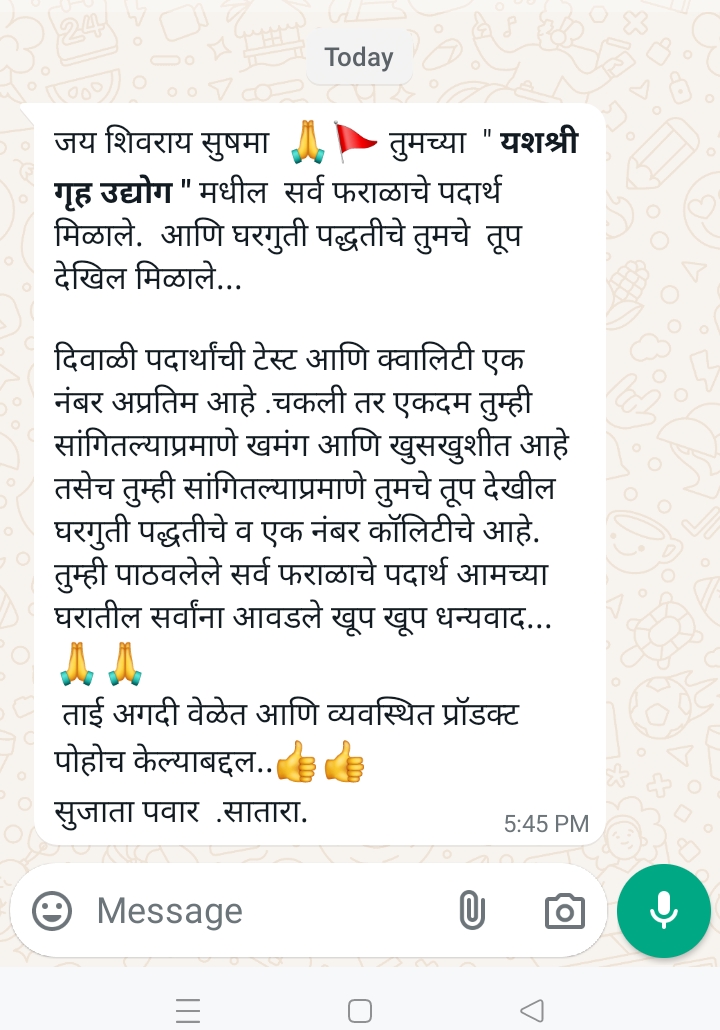 Today
जय शिवराय सुषमा 🙏🚩 तुमच्या " यशश्री
गृह उद्योग " मधील सर्व फराळाचे पदार्थ
मिळाले. आणि घरगुती पद्धतीचे तुमचे तूप
देखिल मिळाले...
दिवाळी पदार्थांची टेस्ट आणि क्वालिटी एक
नंबर अप्रतिम आहे .चकली तर एकदम तुम्ही
सांगितल्याप्रमाणे खमंग आणि खुसखुशीत आहे
तसेच तुम्ही सांगितल्याप्रमाणे तुमचे तूप देखील
घरगुती पद्धतीचे व एक नंबर कॉलिटीचे आहे.
तुम्ही पाठवलेले सर्व फराळाचे पदार्थ आमच्या
घरातील सर्वांना आवडले खूप खूप धन्यवाद...
🙏 🙏
ताई अगदी वेळेत आणि व्यवस्थित प्रॉडक्ट
पोहोच केल्याबद्दल..👍👍
सुजाता पवार .सातारा.
5:45 PM
Message